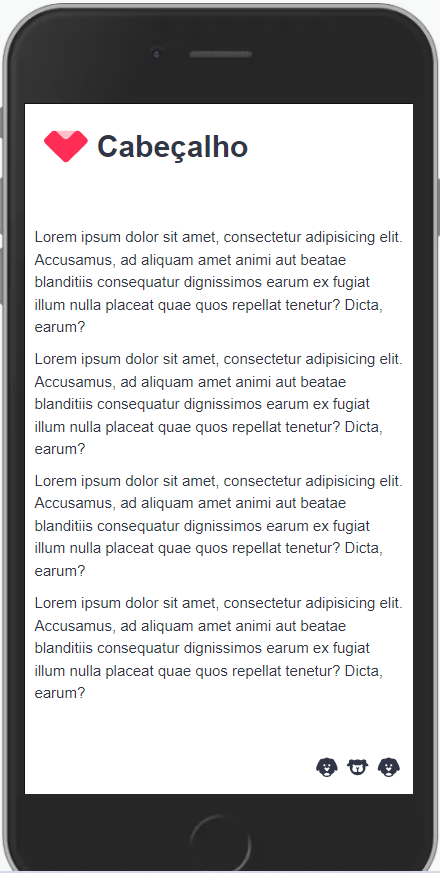 Cabeçalho
Lorem ipsum dolor sit amet, consectetur adipisicing elit.
Accusamus, ad aliquam amet animi aut beatae
blanditiis consequatur dignissimos earum ex fugiat
illum nulla placeat quae quos repellat tenetur? Dicta,
earum?
Lorem ipsum dolor sit amet, consectetur adipisicing elit.
Accusamus, ad aliquam amet animi aut beatae
blanditiis consequatur dignissimos earum ex fugiat
illum nulla placeat quae quos repellat tenetur? Dicta,
earum?
Lorem ipsum dolor sit amet, consectetur adipisicing elit.
Accusamus, ad aliquam amet animi aut beatae
blanditiis consequatur dignissimos earum ex fugiat
illum nulla placeat quae quos repellat tenetur? Dicta,
earum?
Lorem ipsum dolor sit amet, consectetur adipisicing elit.
Accusamus, ad aliquam amet animi aut beatae
blanditiis consequatur dignissimos earum ex fugiat
illum nulla placeat quae quos repellat tenetur? Dicta,
earum?